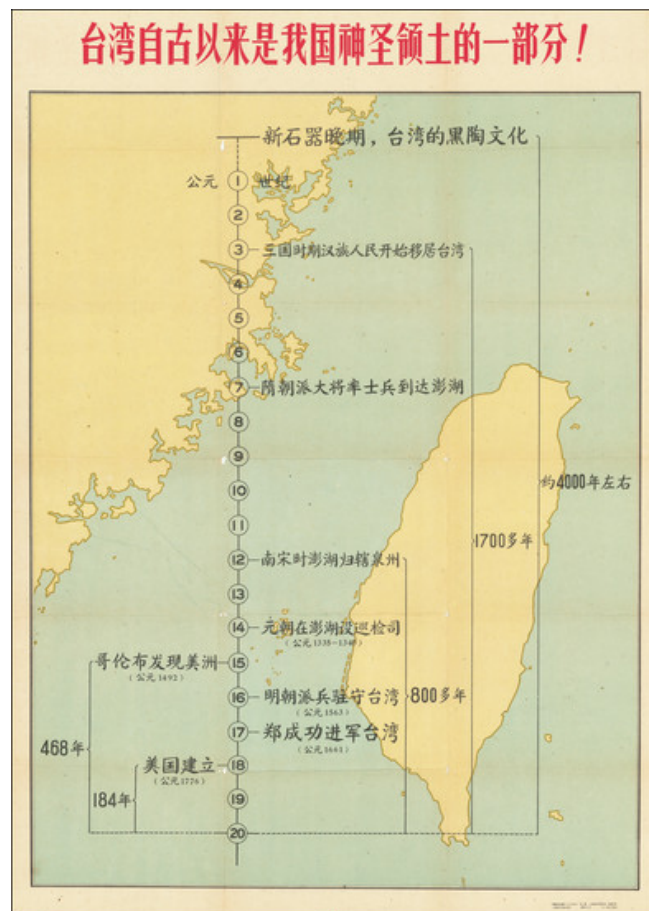 台湾自古以来是我国神圣领土的一部分！
新石器晚期，台湾的黑陶文化
公元 1 世纪
2
3 三国时期汉族人民开始移居台湾
4
5
6
7 隋朝派大将率士兵到达澎湖
8
9
10
约4000年左右
11
1700多年
12 南宋时澎湖归辖泉州
13
14 元朝在澎湖设巡检司
哥伦布发现美洲 15
(公元1492)
16 明朝派兵驻守台湾
(公元1563)
800多年
17 郑成功进军台湾
(公元1661)
468年
美国建立 18
(公元1776)
184年
19
20